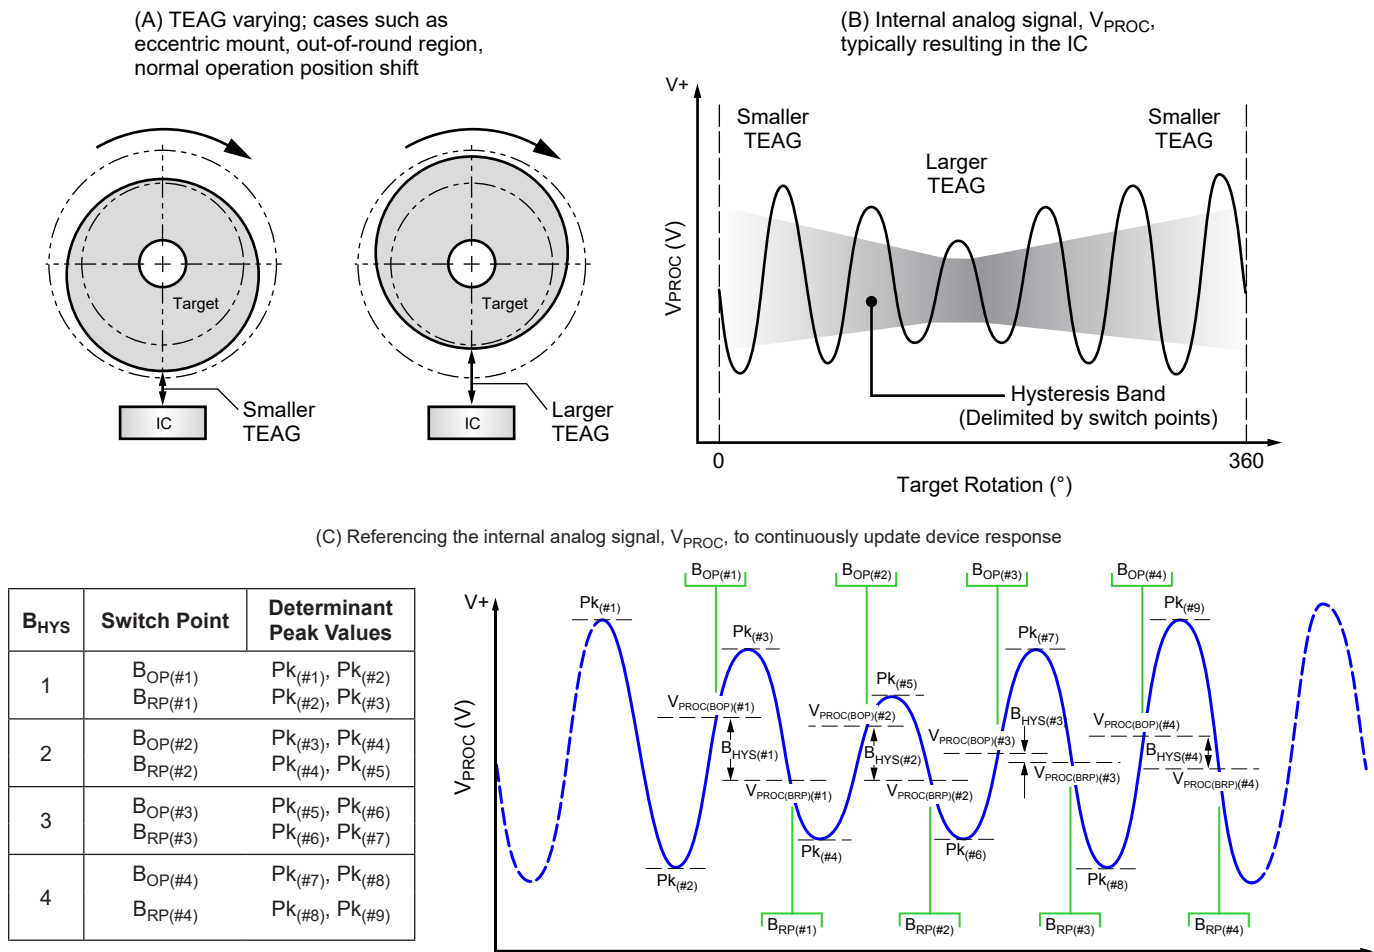 (A) TEAG varying; cases such as
eccentric mount, out-of-round region,
normal operation position shift
Target
IC
Smaller
TEAG
Target
IC
Larger
TEAG
(B) Internal analog signal, VPROC,
typically resulting in the IC
V+
Smaller
TEAG
Larger
TEAG
Smaller
TEAG
VPROC (V)
Hysteresis Band
(Delimited by switch points)
0
360
Target Rotation (°)
(C) Referencing the internal analog signal, VPROC, to continuously update device response
BHYS Switch Point Determinant
Peak Values
1 BOP(#1) Pk(#1), Pk(#2)
BRP(#1) Pk(#2), Pk(#3)
2 BOP(#2) Pk(#3), Pk(#4)
BRP(#2) Pk(#4), Pk(#5)
3 BOP(#3) Pk(#5), Pk(#6)
BRP(#3) Pk(#6), Pk(#7)
4 BOP(#4) Pk(#7), Pk(#8)
BRP(#4) Pk(#8), Pk(#9)
V+
VPROC (V)
BOP(#1)
BOP(#2)
BOP(#3)
BOP(#4)
Pk(#1)
Pk(#3)
Pk(#5)
Pk(#7)
Pk(#9)
VPROC(BOP)(#1)
VPROC(BOP)(#2)
VPROC(BOP)(#3)
VPROC(BOP)(#4)
BHYS(#1)
BHYS(#2)
BHYS(#3)
BHYS(#4)
VPROC(BRP)(#1)
VPROC(BRP)(#2)
VPROC(BRP)(#3)
VPROC(BRP)(#4)
Pk(#2)
Pk(#4)
Pk(#6)
Pk(#8)
BRP(#1)
BRP(#2)
BRP(#3)
BRP(#4)